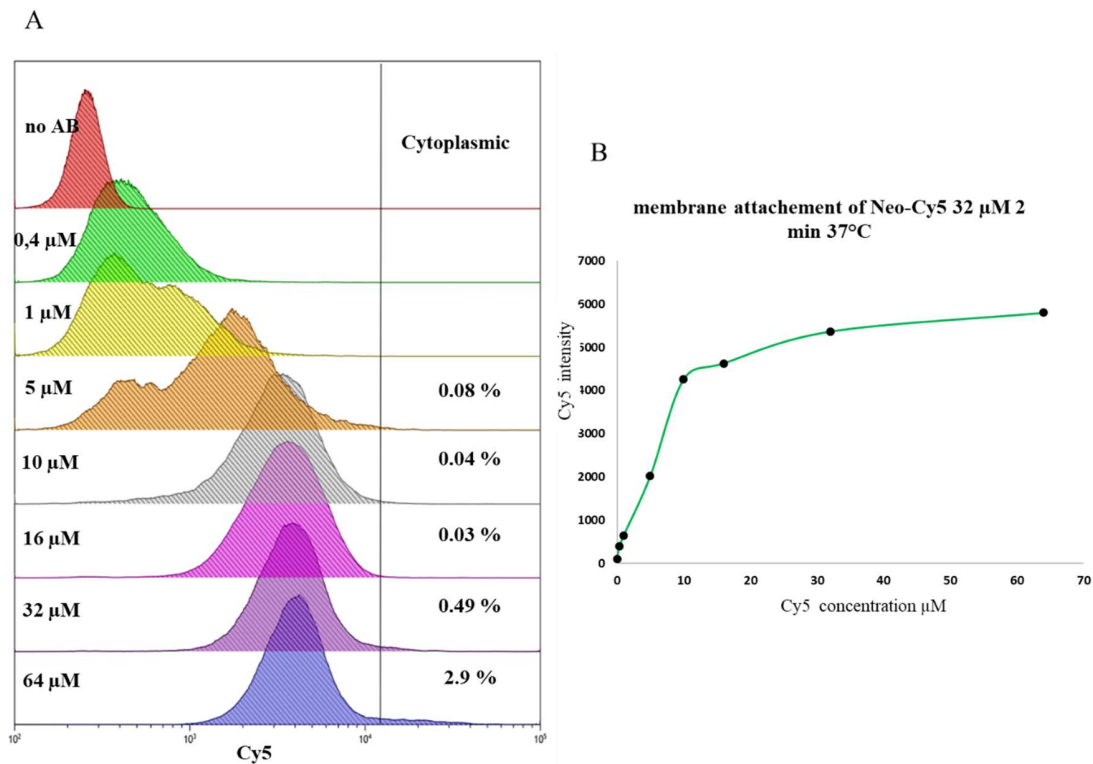 A
no AB
Cytoplasmic
0,4 µM
1 µM
5 µM
0.08 %
10 µM
0.04 %
16 µM
0.03 %
32 µM
0.49 %
64 µM
2.9 %
10² 10³ 10⁴ 10⁵
Cy5
B
membrane attachement of Neo-Cy5 32 µM 2
min 37°C
7000
6000
5000
4000
3000
2000
1000
0
0 10 20 30 40 50 60 70
Cy5 intensity
Cy5 concentration µM